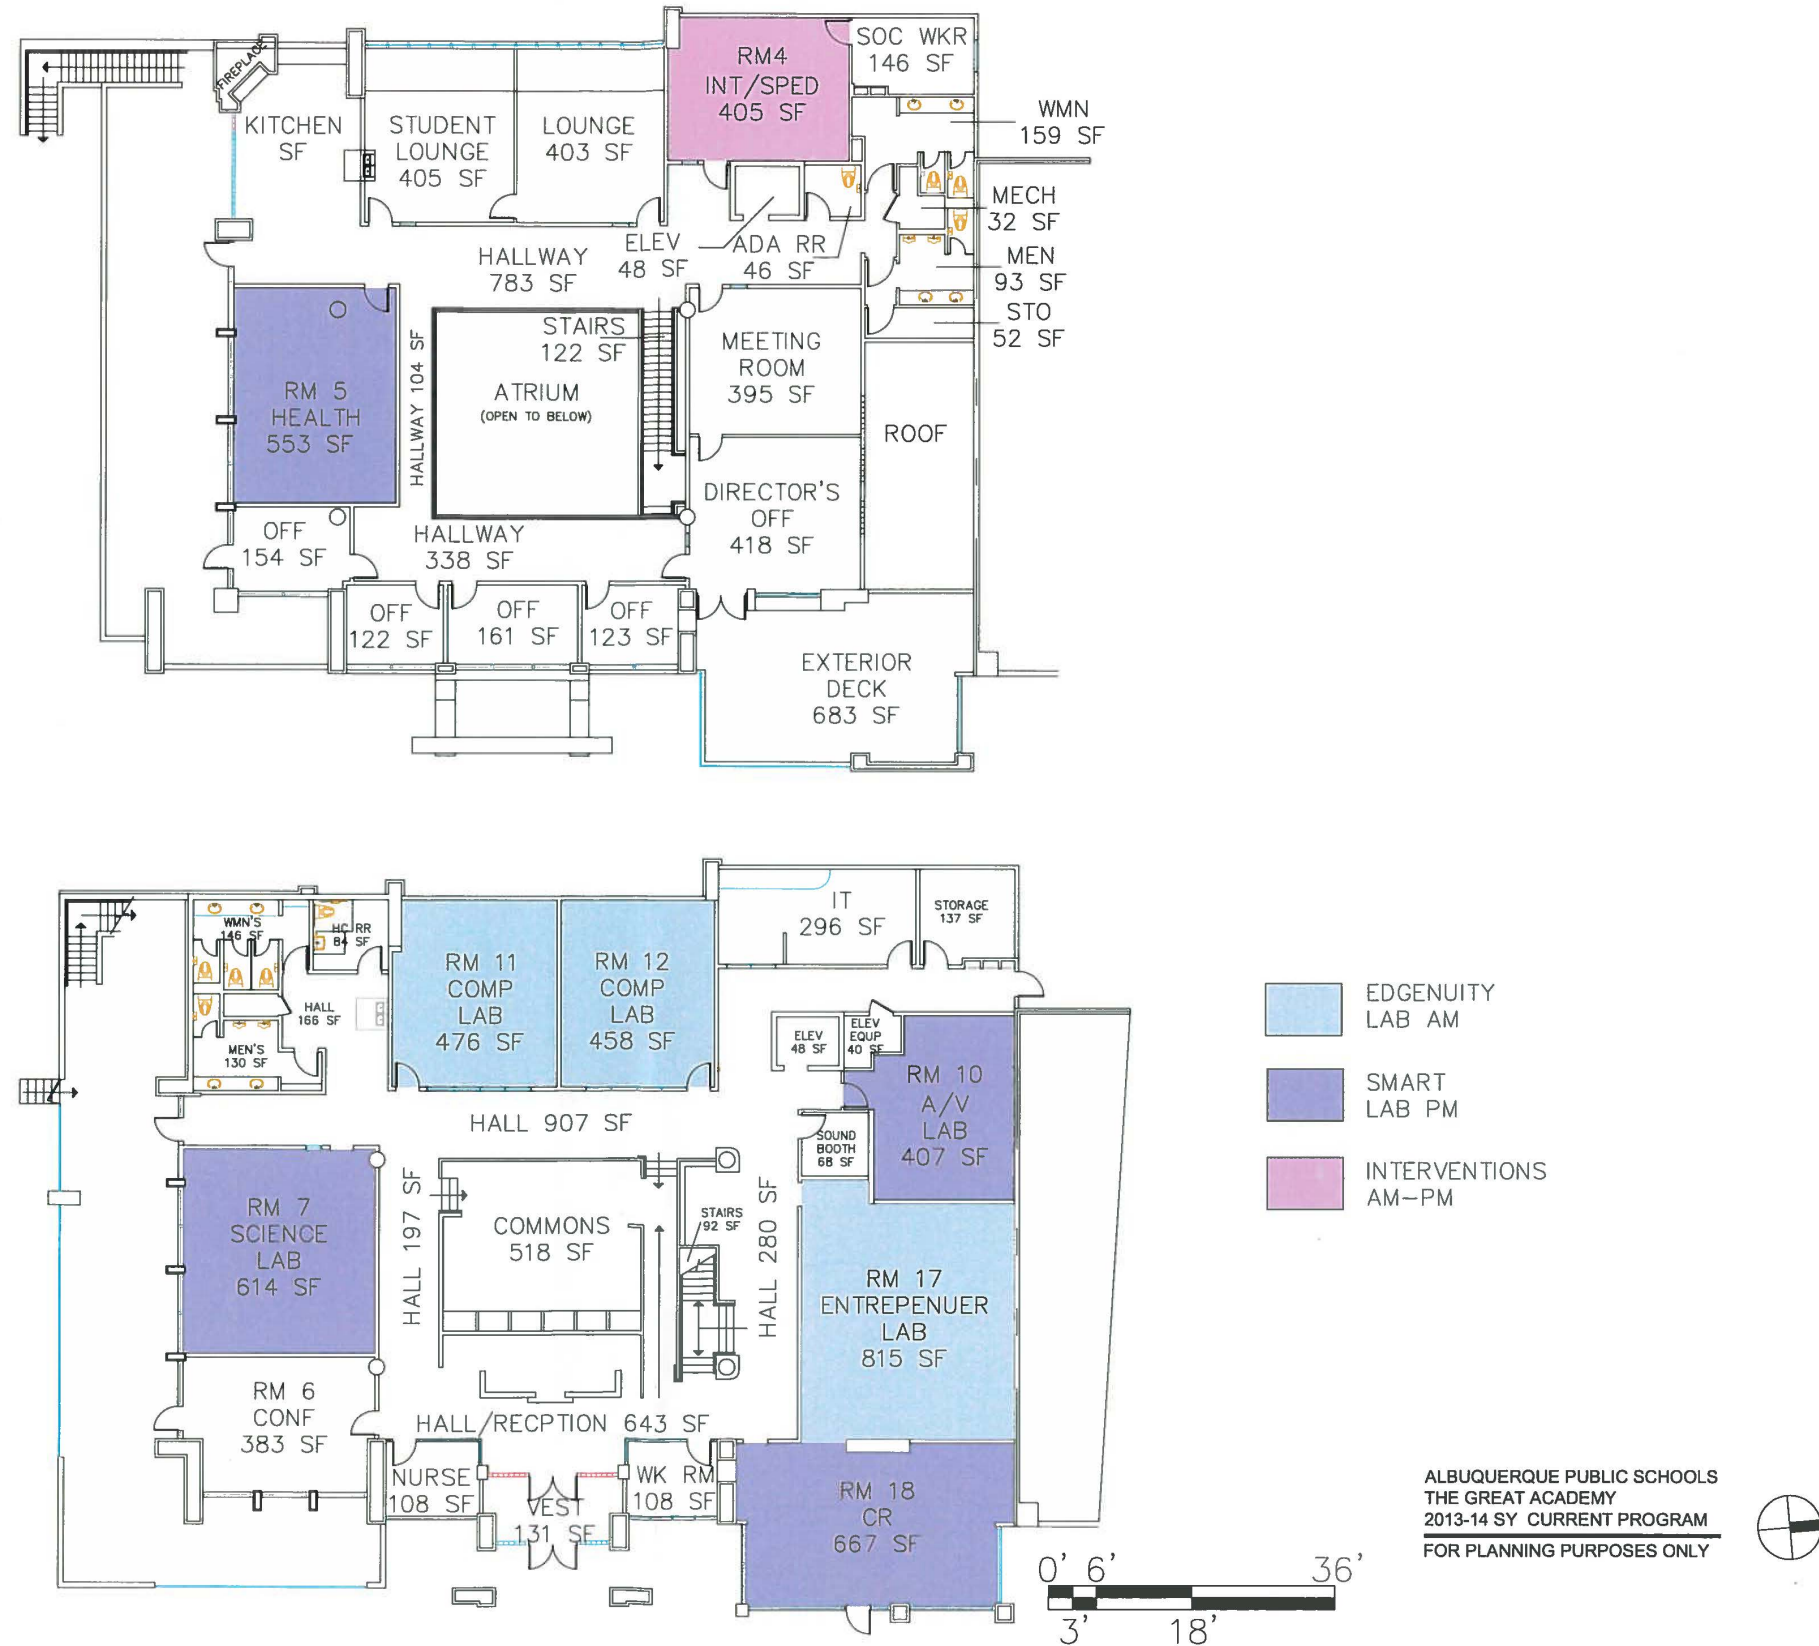 FIREPLACE
KITCHEN
SF
STUDENT
LOUNGE
405 SF
LOUNGE
403 SF
RM4
INT/SPED
405 SF
SOC WKR
146 SF
WMN
159 SF
MECH
32 SF
MEN
93 SF
STO
52 SF
HALLWAY
783 SF
ELEV
48 SF
ADA RR
46 SF
STAIRS
122 SF
ATRIUM
(OPEN TO BELOW)
HALLWAY 104 SF
MEETING
ROOM
395 SF
ROOF
RM 5
HEALTH
553 SF
DIRECTOR'S
OFF
418 SF
OFF
154 SF
HALLWAY
338 SF
OFF
122 SF
OFF
161 SF
OFF
123 SF
EXTERIOR
DECK
683 SF
WMN'S
146 SF
HC RR
84 SF
HALL
166 SF
MEN'S
130 SF
RM 11
COMP
LAB
476 SF
RM 12
COMP
LAB
458 SF
IT
296 SF
STORAGE
137 SF
ELEV
48 SF
ELEV
EQUP
40 SF
RM 10
A/V
LAB
407 SF
HALL 907 SF
SOUND
BOOTH
68 SF
RM 7
SCIENCE
LAB
614 SF
HALL 197 SF
COMMONS
518 SF
STAIRS
92 SF
HALL 280 SF
RM 17
ENTREPENUER
LAB
815 SF
RM 6
CONF
383 SF
HALL/RECPTION 643 SF
NURSE
108 SF
VEST
131 SF
WK RM
108 SF
RM 18
CR
667 SF
EDGENUITY
LAB AM
SMART
LAB PM
INTERVENTIONS
AM-PM
ALBUQUERQUE PUBLIC SCHOOLS
THE GREAT ACADEMY
2013-14 SY CURRENT PROGRAM
FOR PLANNING PURPOSES ONLY
0' 6' 36'
3' 18'